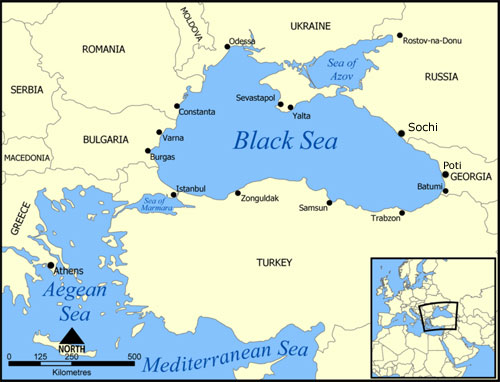 MOLDOVA
UKRAINE
ROMANIA
Odessa
Rostov-na-Donu
Sea of
Azov
RUSSIA
SERBIA
Sevastapol
Yalta
Constanta
Black Sea
Sochi
Varna
BULGARIA
Burgas
MACEDONIA
Poti
GEORGIA
Batumi
Istanbul
Sea of
Marmara
Zonguldak
Samsun
Trabzon
GREECE
TURKEY
Athens
Aegean
Sea
NORTH
0 125 250 500
Kilometres
Mediterranean Sea